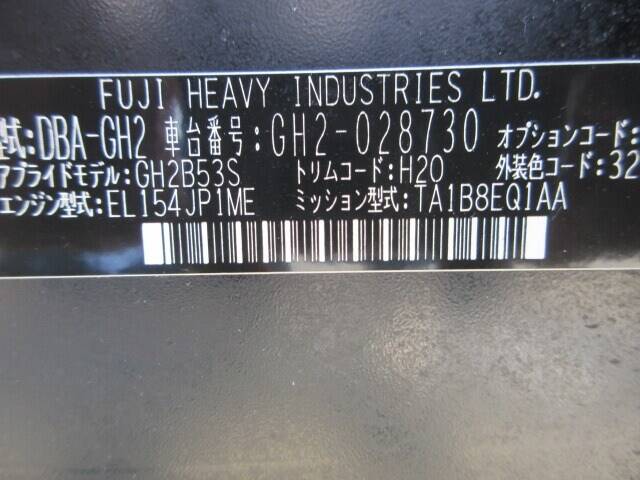 FUJI HEAVY INDUSTRIES LTD.
型式:DBA-GH2 車台番号:GH2-028730 オプションコード:
アプライドモデル:GH2B53S トリムコード:H20 外装色コード:32
エンジン型式:EL154JP1ME ミッション型式:TA1B8EQ1AA